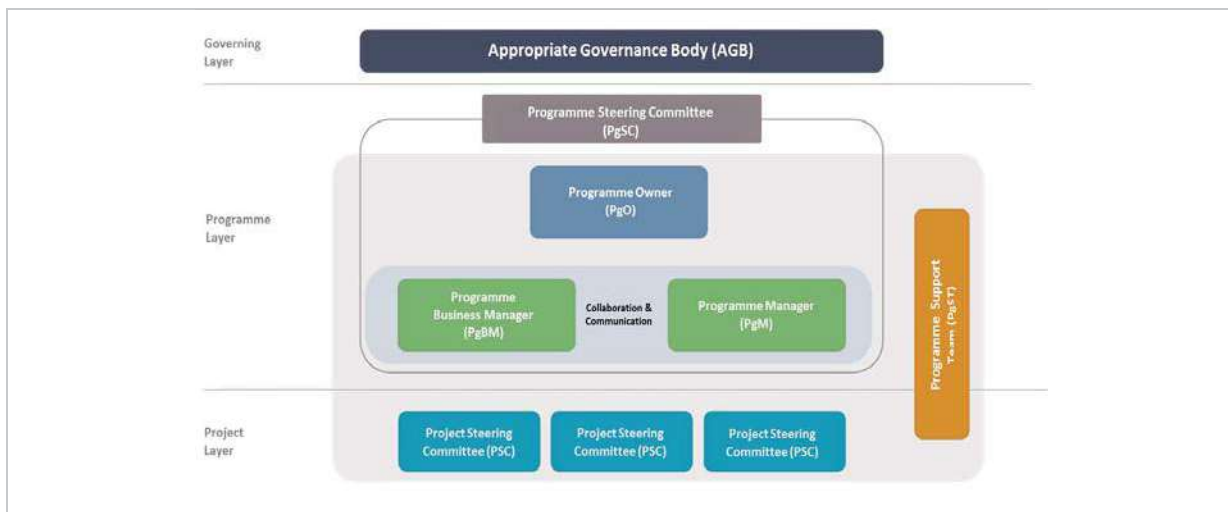 Governing
Layer
Appropriate Governance Body (AGB)
Programme Steering Committee
(PgSC)
Programme Owner
(PgO)
Programme
Layer
Programme
Business Manager
(PgBM)
Collaboration &
Communication
Programme Manager
(PgM)
Programme Support
Team (PgST)
Project
Layer
Project Steering
Committee (PSC)
Project Steering
Committee (PSC)
Project Steering
Committee (PSC)